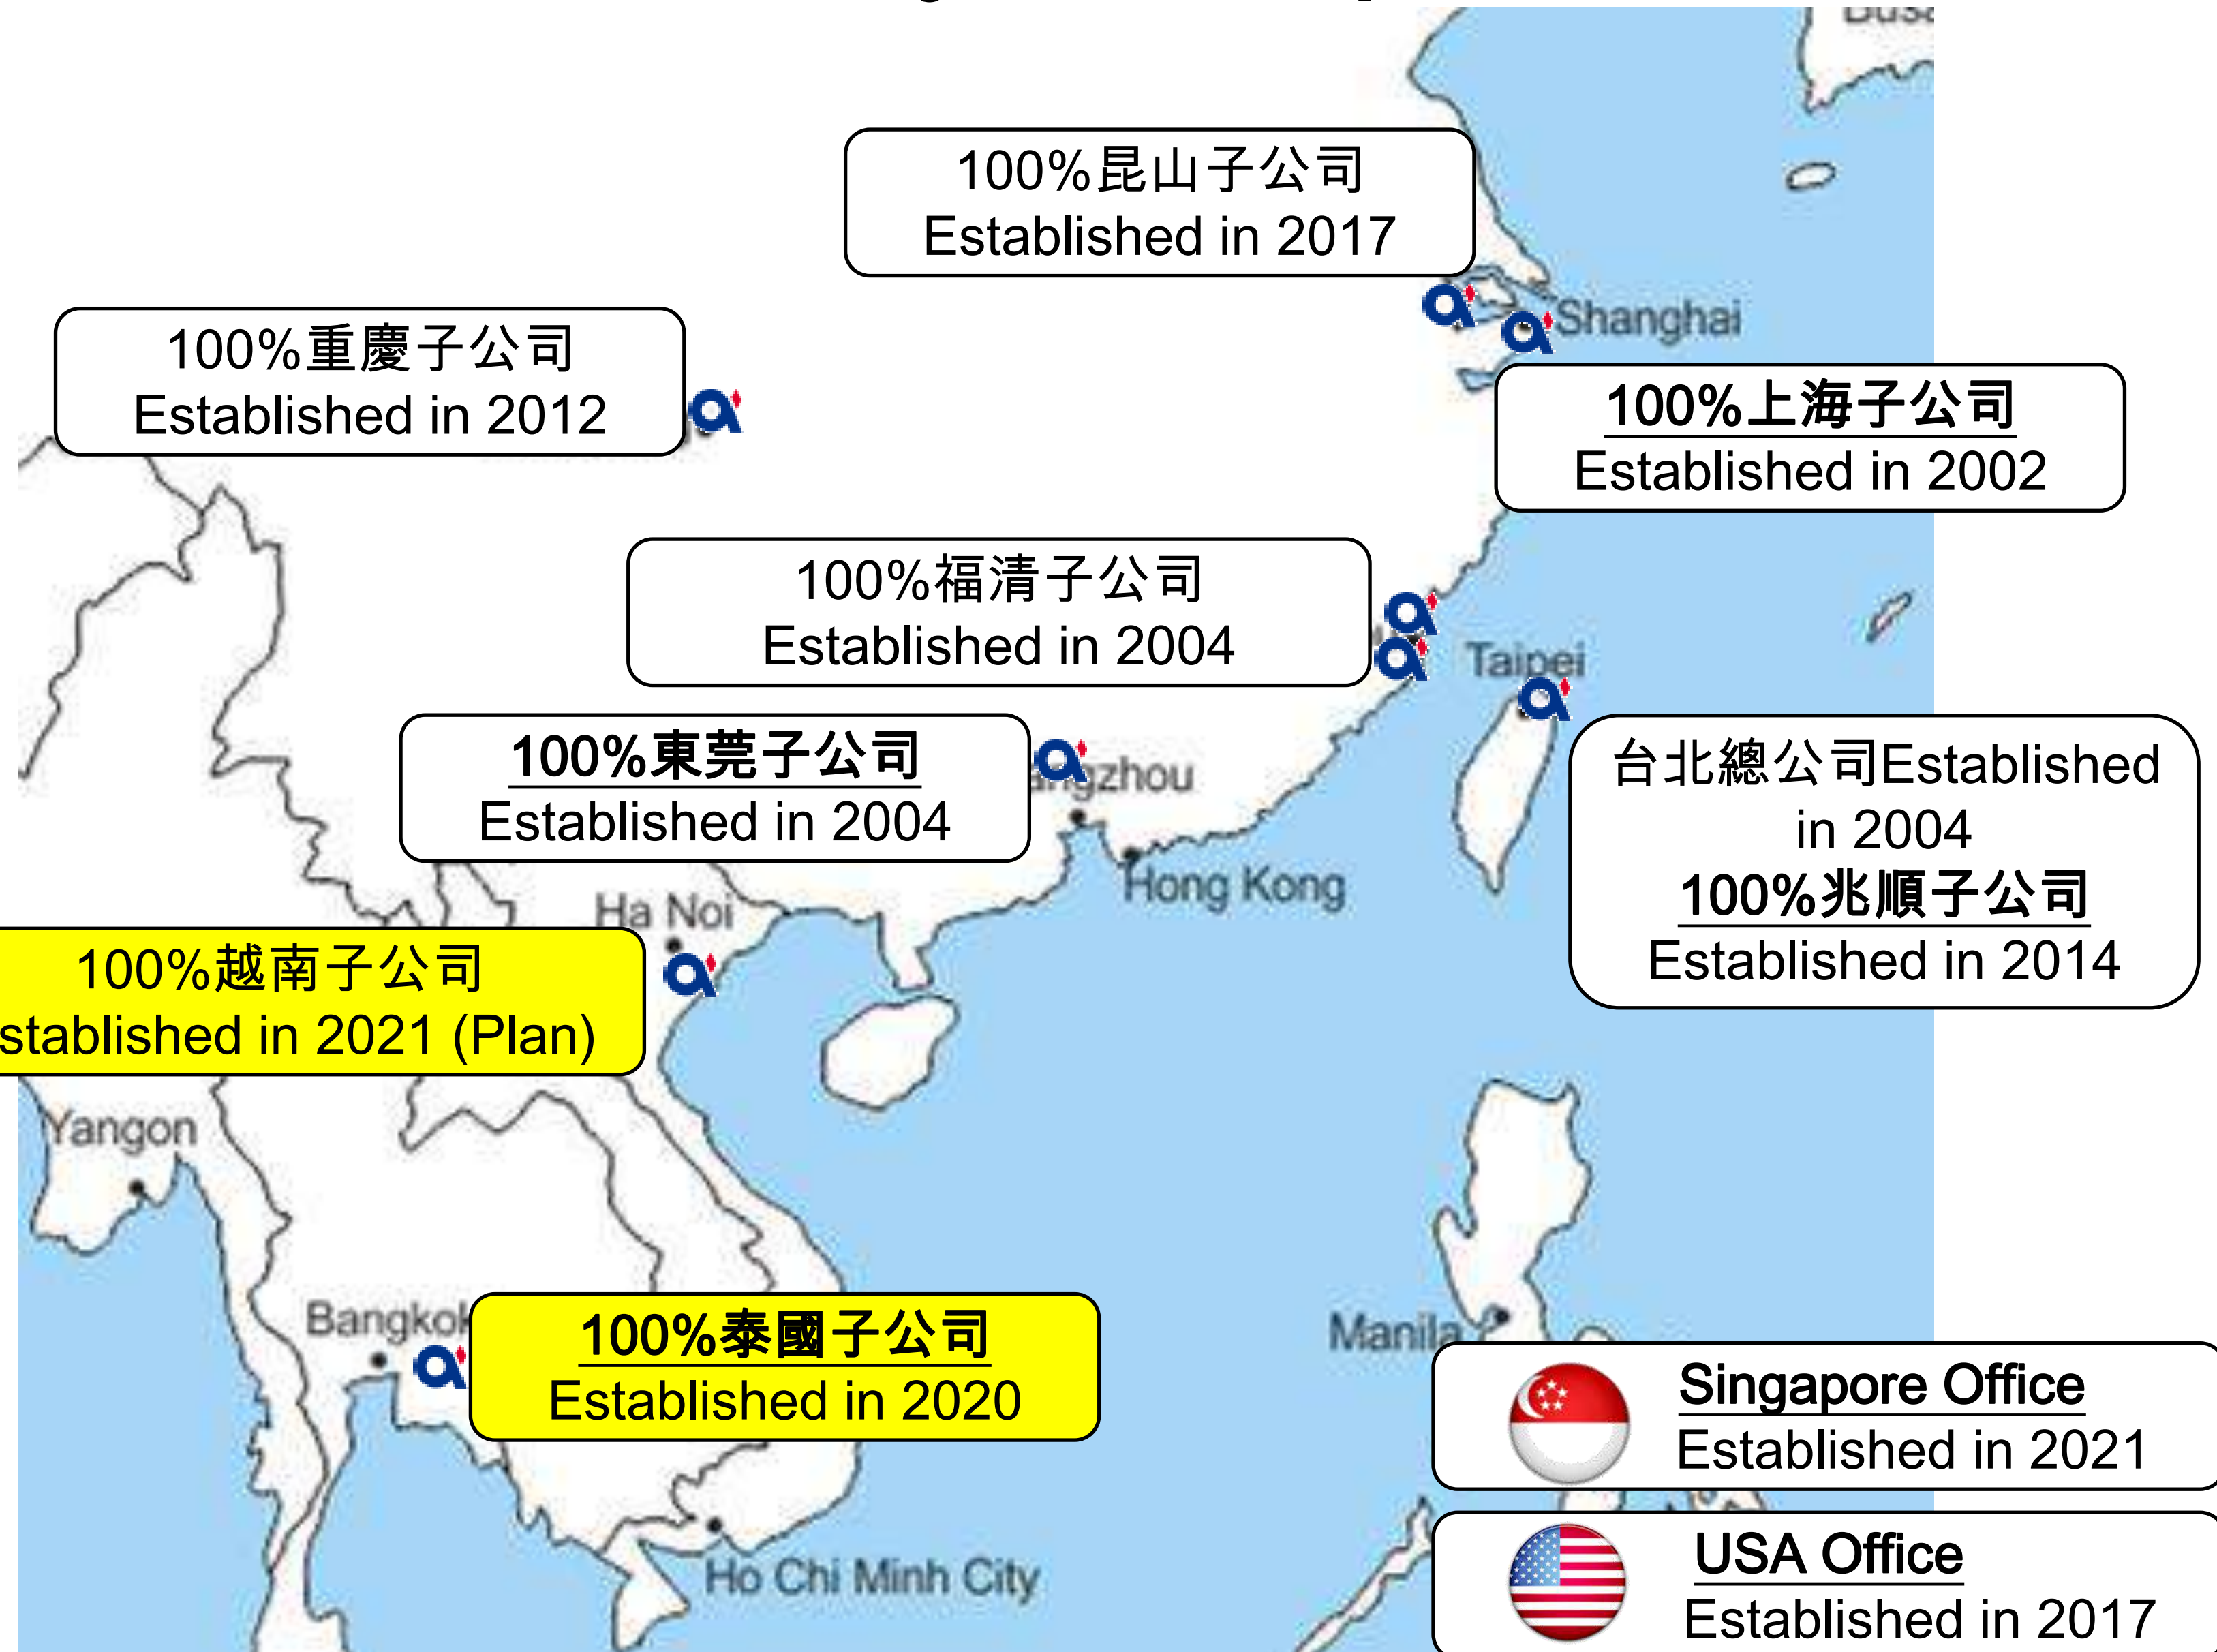 100%昆山子公司
Established in 2017
Shanghai
100%重慶子公司
Established in 2012
100%上海子公司
Established in 2002
100%福清子公司
Established in 2004
Taipei
100%東莞子公司
Established in 2004
台北總公司Established
in 2004
100%兆順子公司
Established in 2014
Hong Kong
Ha Noi
100%越南子公司
stablished in 2021 (Plan)
Yangon
Bangkok
100%泰國子公司
Established in 2020
Manila
Singapore Office
Established in 2021
Ho Chi Minh City
USA Office
Established in 2017